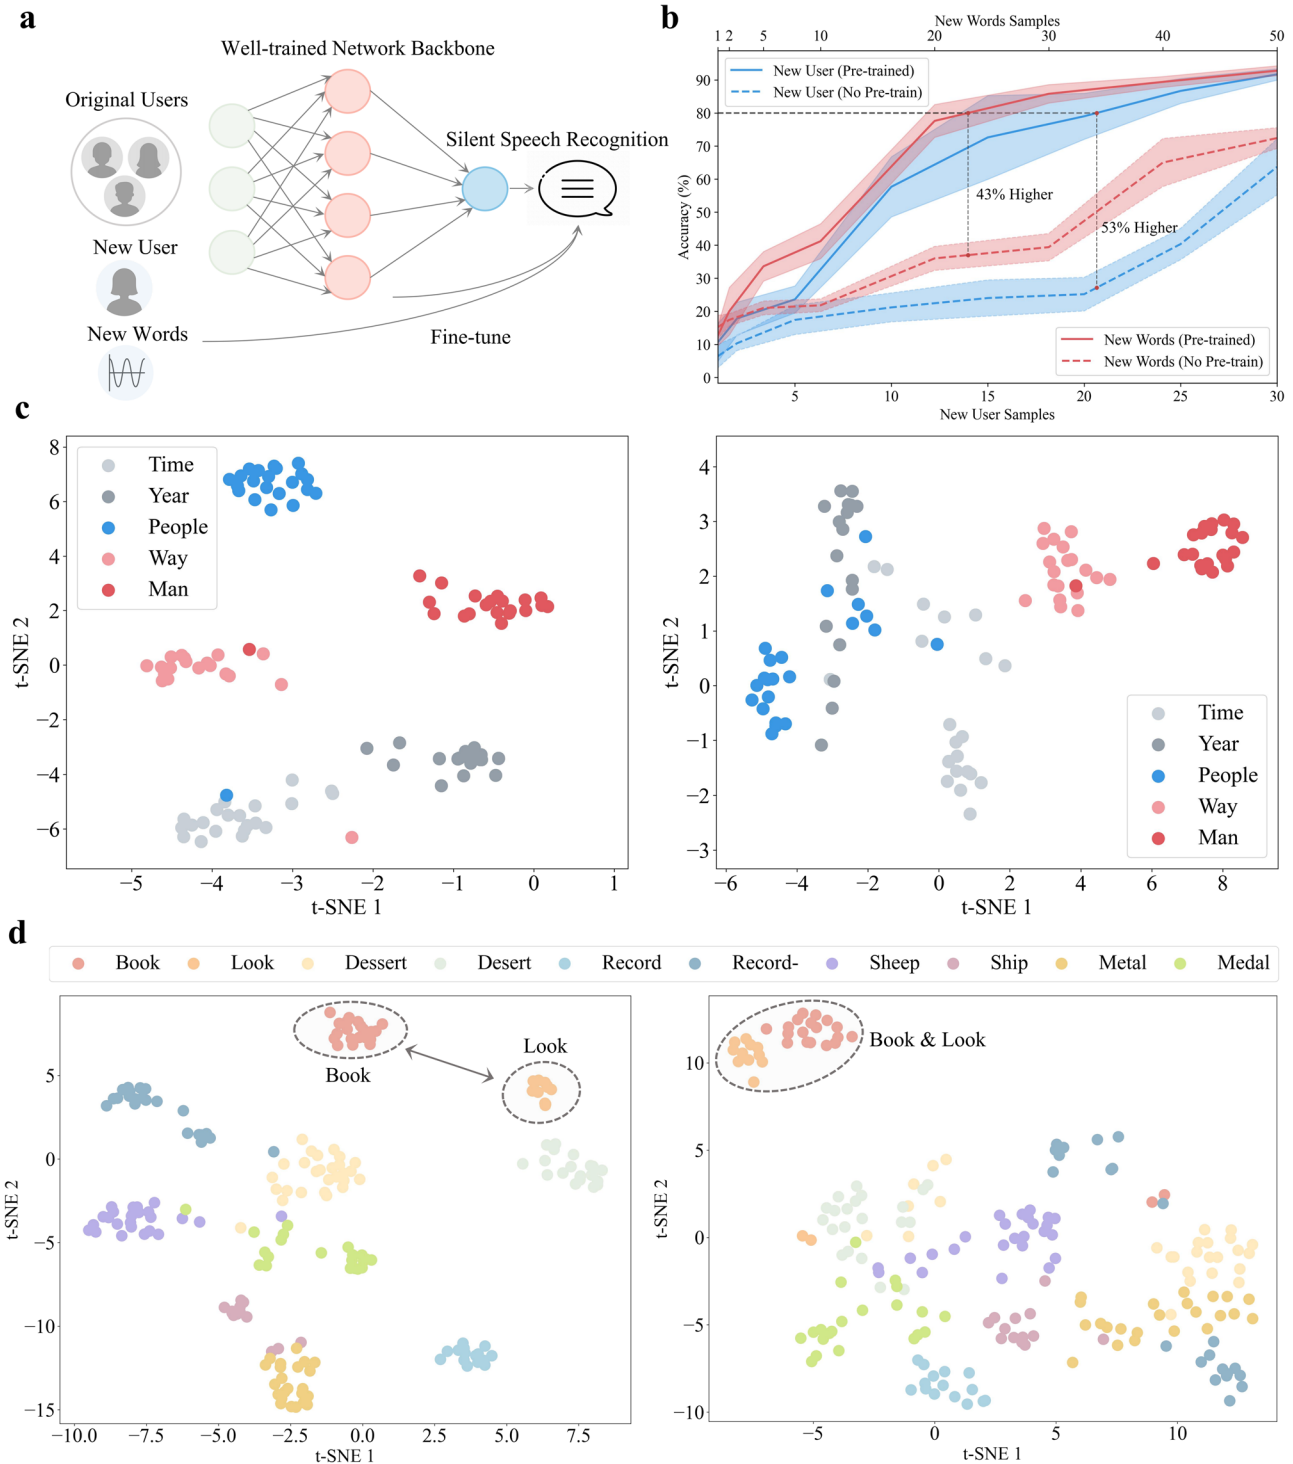 a
Well-trained Network Backbone
Original Users
Silent Speech Recognition
New User
New Words
Fine-tune
b
New Words Samples
1 2 5 10 20 30 40 50
New User (Pre-trained)
New User (No Pre-train)
90
80
70
60
50
40
30
20
10
0
Accuracy (%)
43% Higher
53% Higher
New Words (Pre-trained)
New Words (No Pre-train)
5 10 15 20 25 30
New User Samples
c
8
6
4
2
0
−2
−4
−6
t-SNE 2
Time
Year
People
Way
Man
−5 −4 −3 −2 −1 0 1
t-SNE 1
4
3
2
1
0
−1
−2
−3
t-SNE 2
Time
Year
People
Way
Man
−6 −4 −2 0 2 4 6 8
t-SNE 1
d
Book Look Dessert Desert Record Record- Sheep Ship Metal Medal
5
0
−5
−10
−15
t-SNE 2
Book
Look
−10.0 −7.5 −5.0 −2.5 0.0 2.5 5.0 7.5
t-SNE 1
10
5
0
−5
−10
t-SNE 2
Book & Look
−5 0 5 10
t-SNE 1